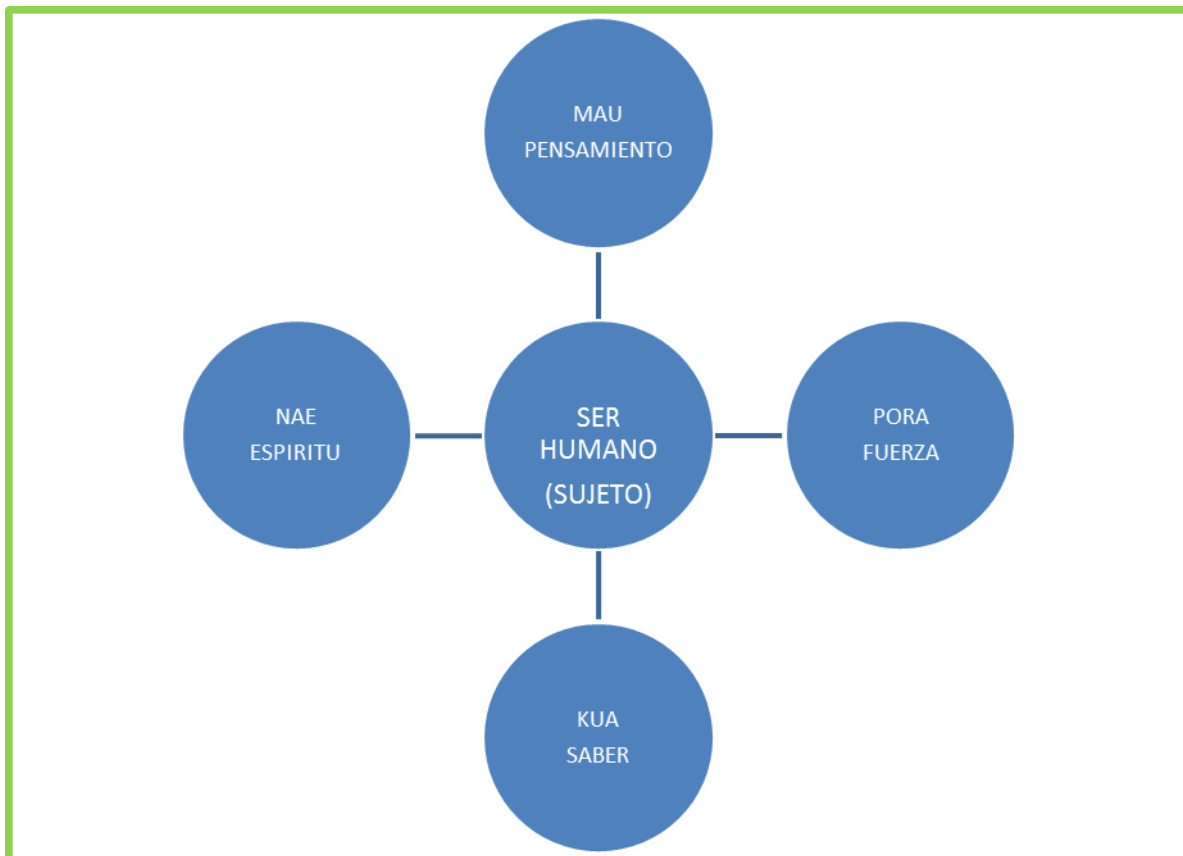 MAU
PENSAMIENTO
NAE
ESPIRITU
SER
HUMANO
(SUJETO)
PORA
FUERZA
KUA
SABER